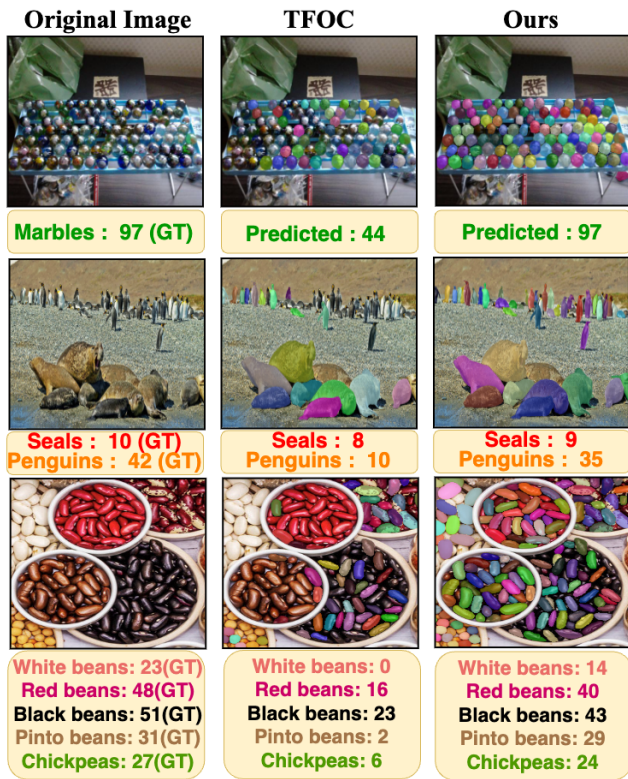 Original Image
TFOC
Ours
Marbles : 97 (GT)
Predicted : 44
Predicted : 97
Seals : 10 (GT)
Penguins : 42 (GT)
Seals : 8
Penguins : 10
Seals : 9
Penguins : 35
White beans: 23(GT)
Red beans: 48(GT)
Black beans: 51(GT)
Pinto beans: 31(GT)
Chickpeas: 27(GT)
White beans: 0
Red beans: 16
Black beans: 23
Pinto beans: 2
Chickpeas: 6
White beans: 14
Red beans: 40
Black beans: 43
Pinto beans: 29
Chickpeas: 24